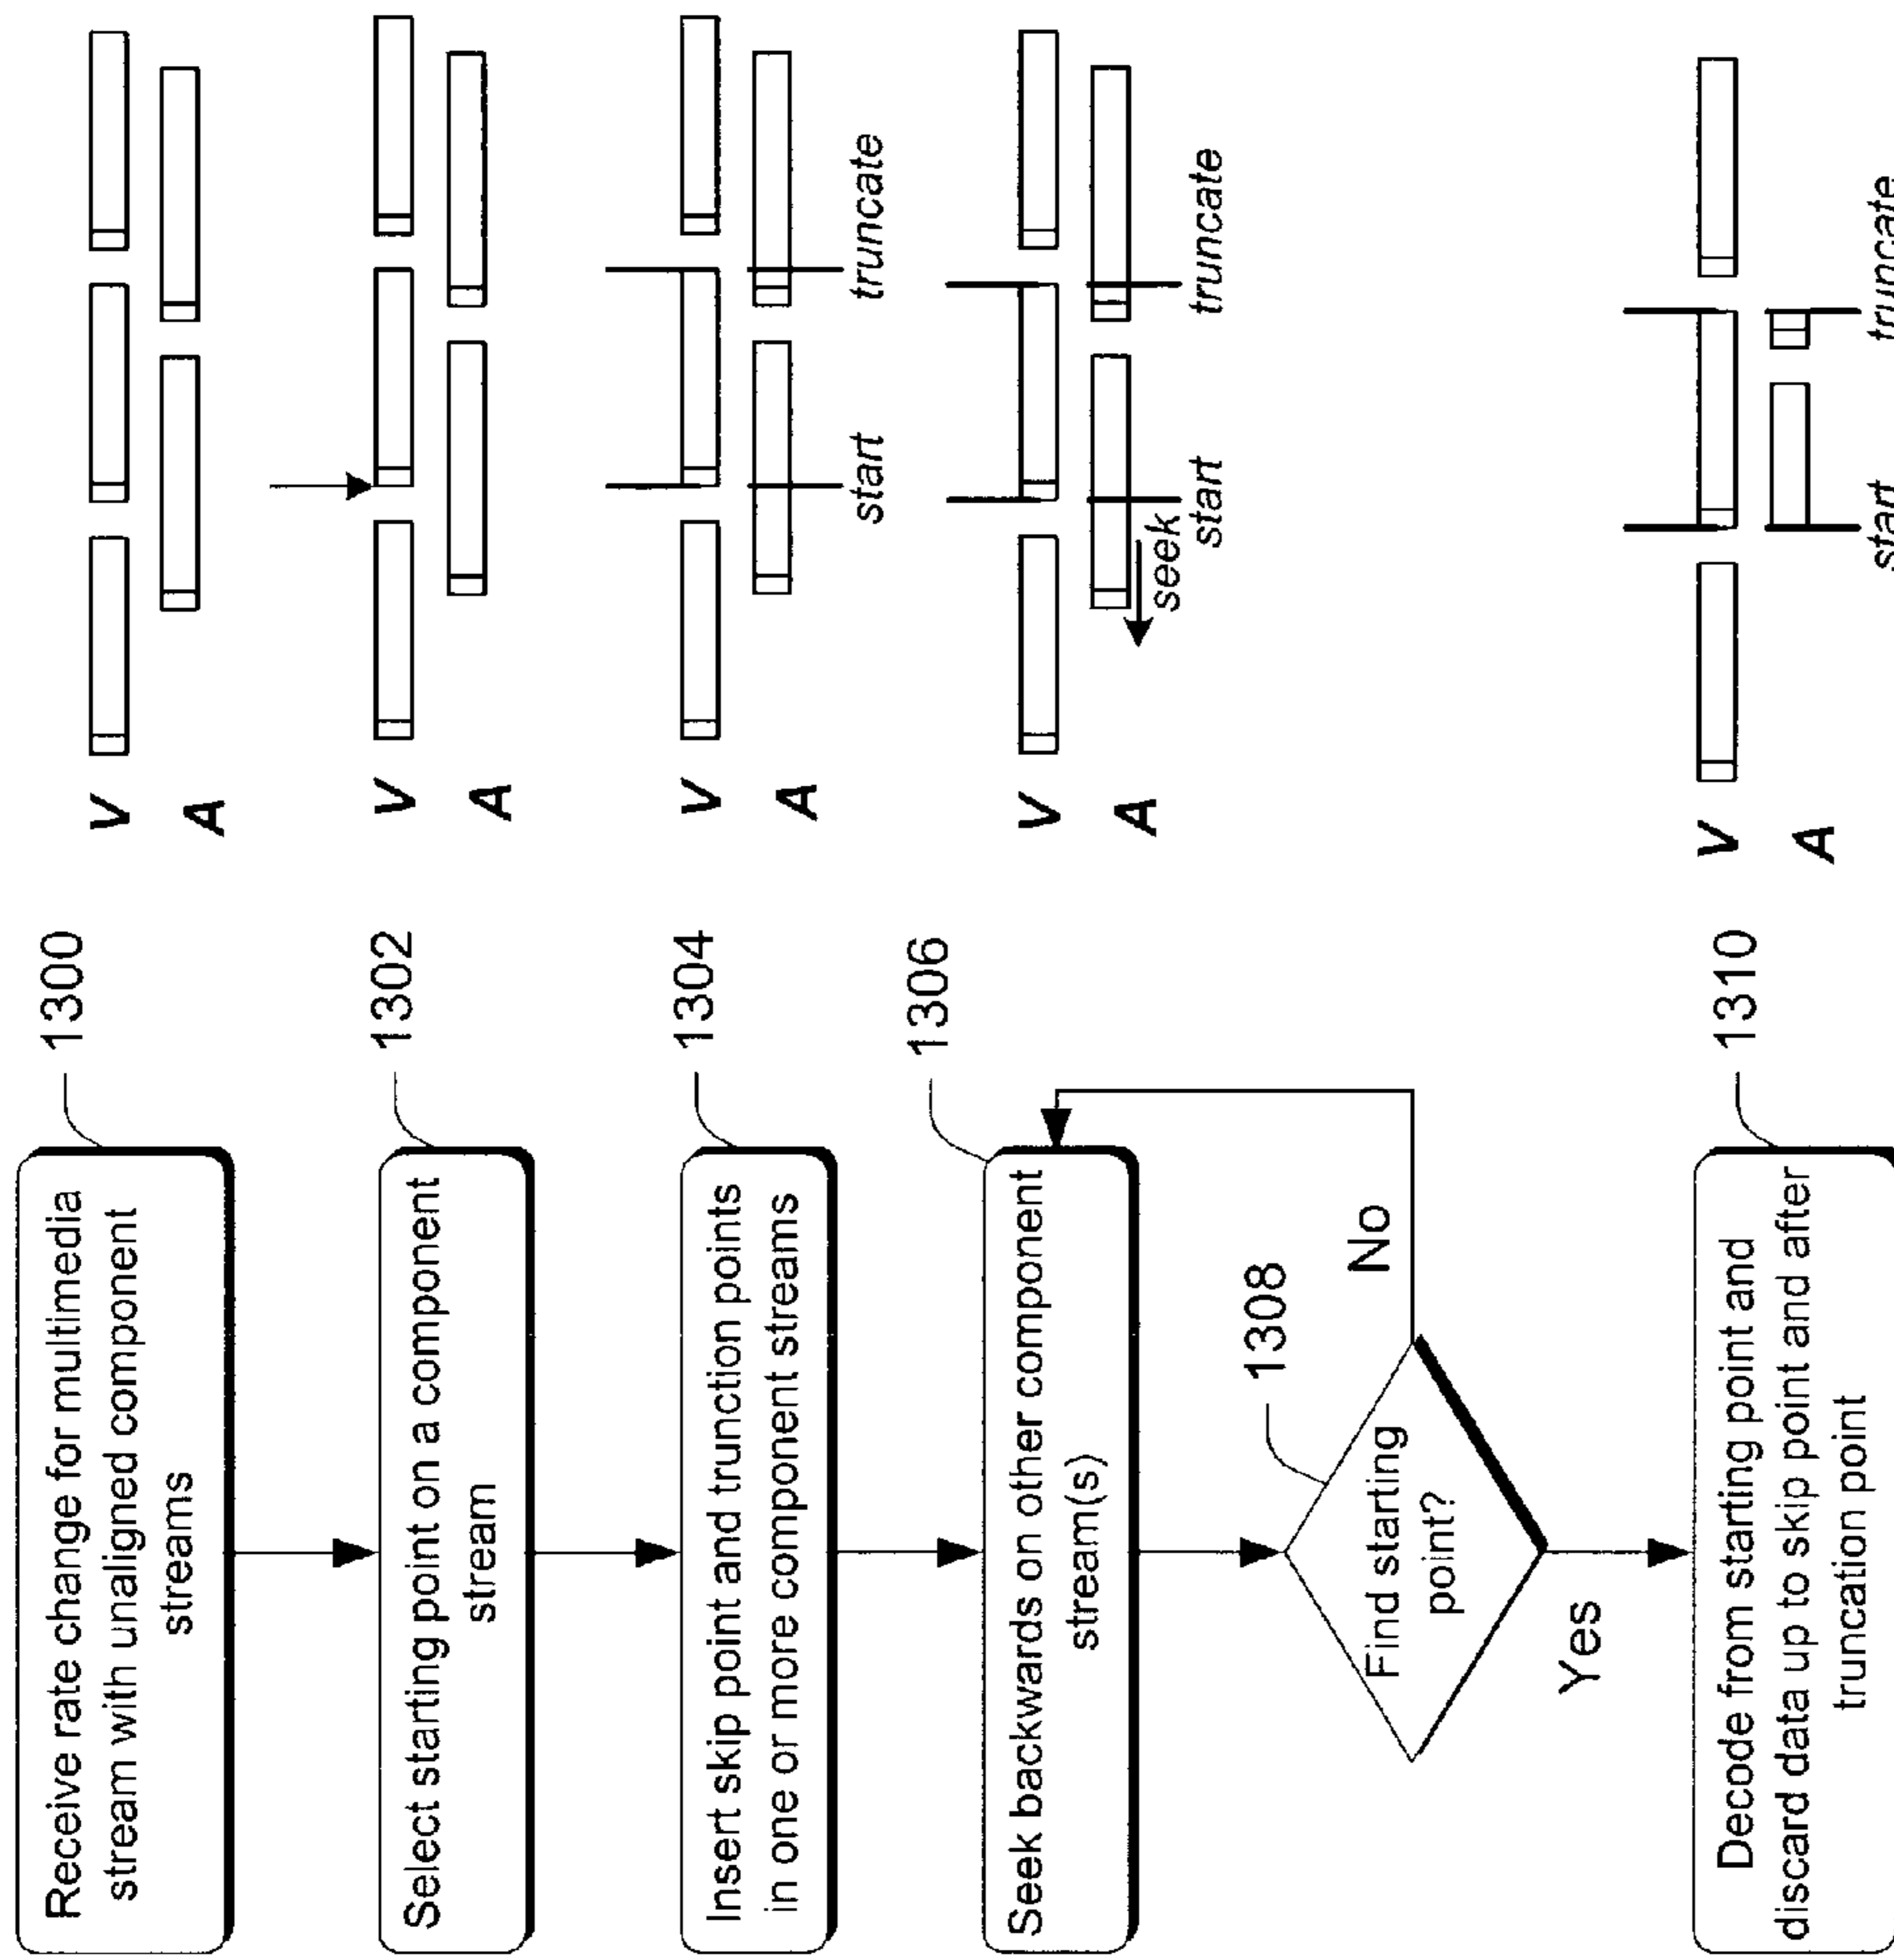 1300
Receive rate change for multimedia
stream with unaligned component
streams
V
A
1302
Select starting point on a component
stream
V
A
1304
Insert skip point and trunction points
in one or more component streams
V
A
start
truncate
1306
Seek backwards on other component
stream(s)
V
A
seek
start
truncate
1308
Find starting
point?
No
Yes
1310
Decode from starting point and
discard data up to skip point and after
truncation point
V
A
start
truncate